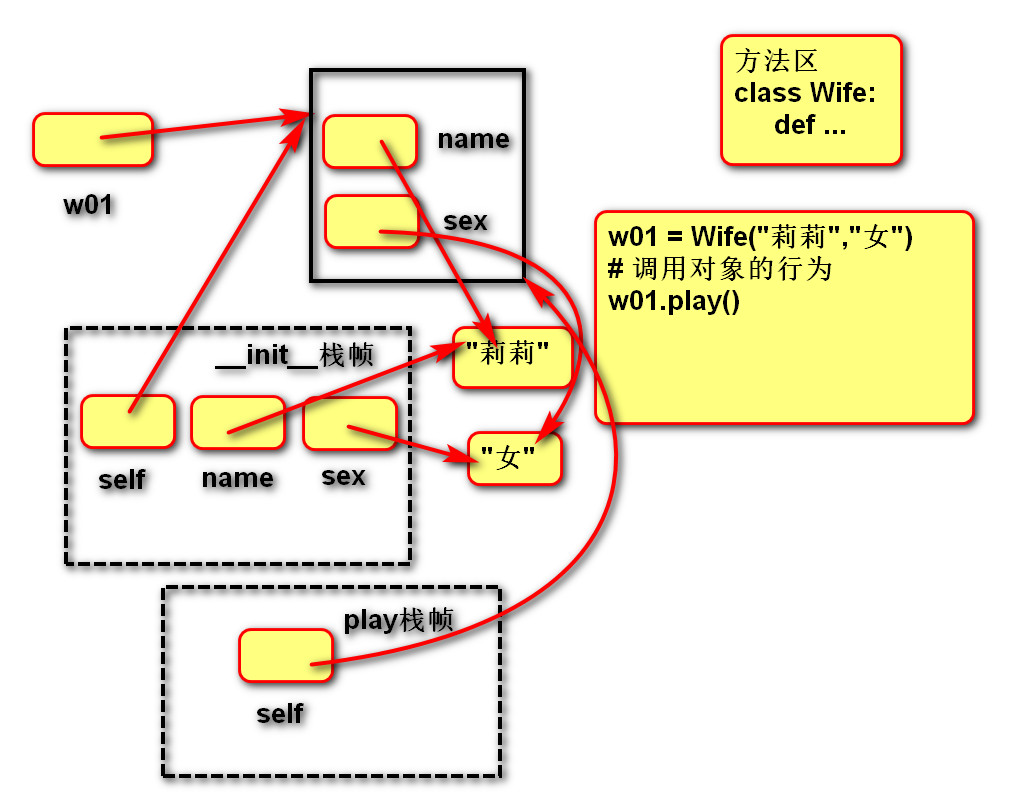 方法区
class Wife:
def ...
name
w01
sex
w01 = Wife("莉莉","女")
# 调用对象的行为
w01.play()
__init__栈帧
"莉莉"
"女"
self
name
sex
play栈帧
self